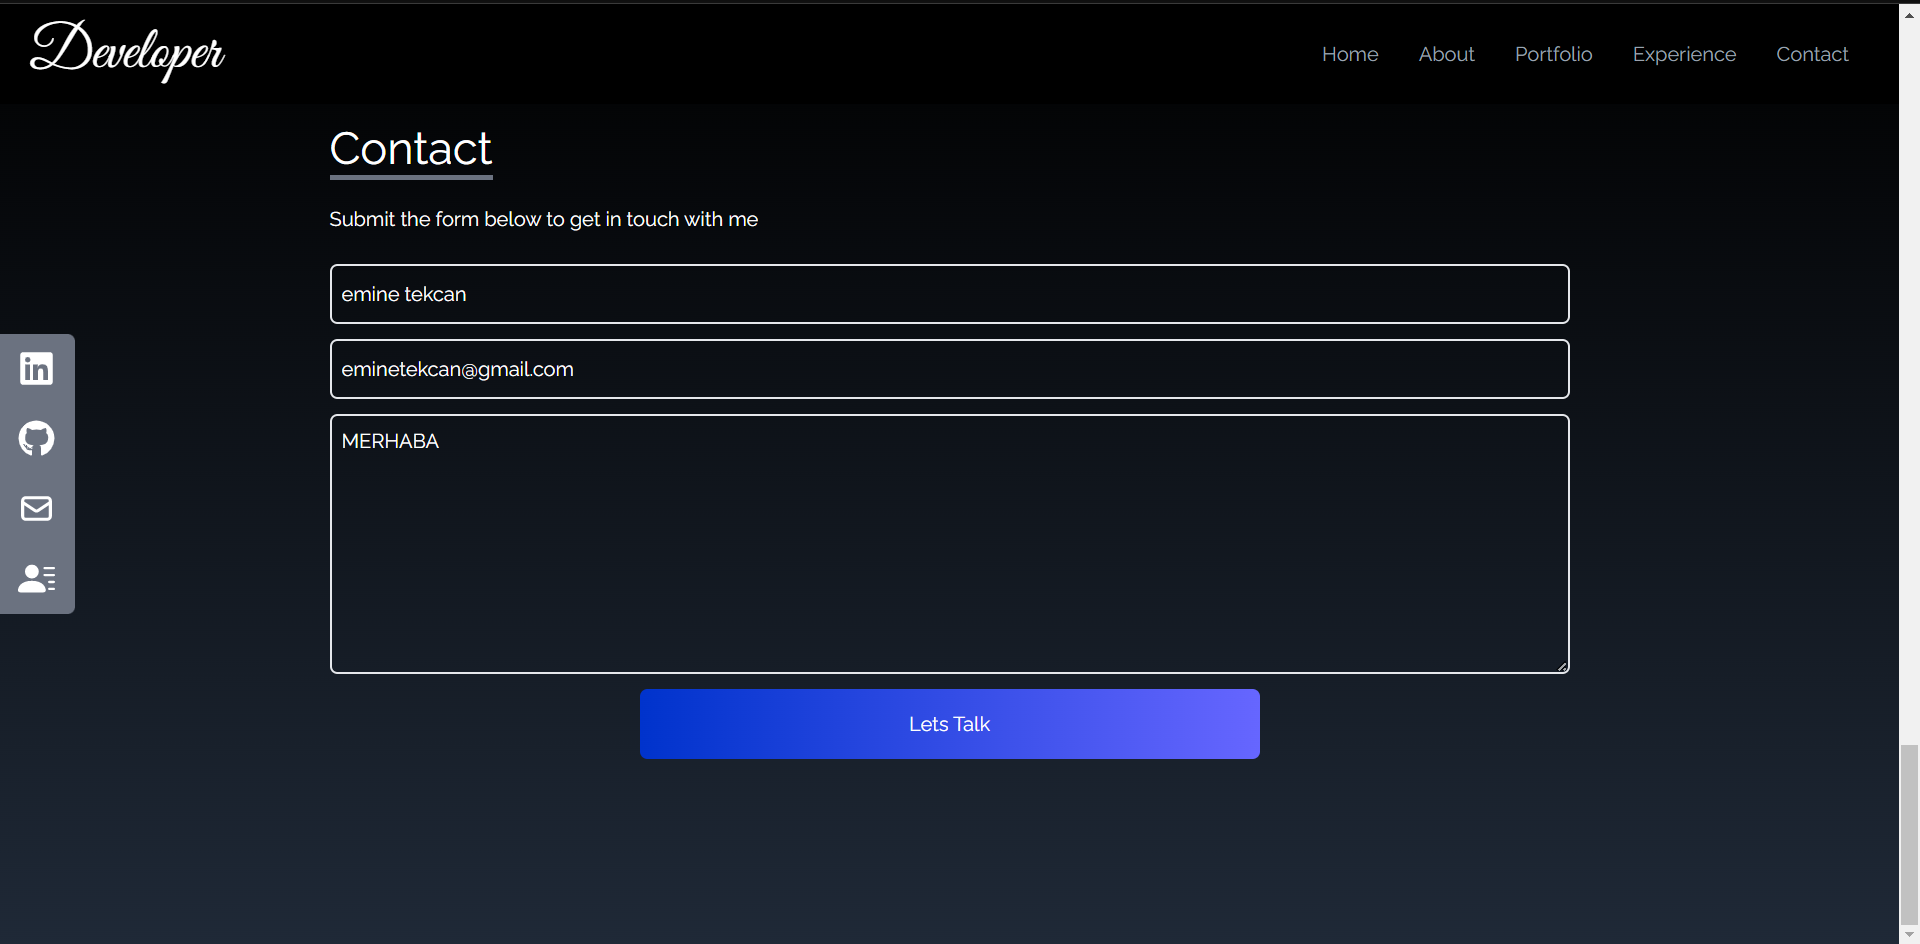 Developer
Home About Portfolio Experience Contact
Contact
Submit the form below to get in touch with me
emine tekcan
eminetekcan@gmail.com
MERHABA
Lets Talk
in